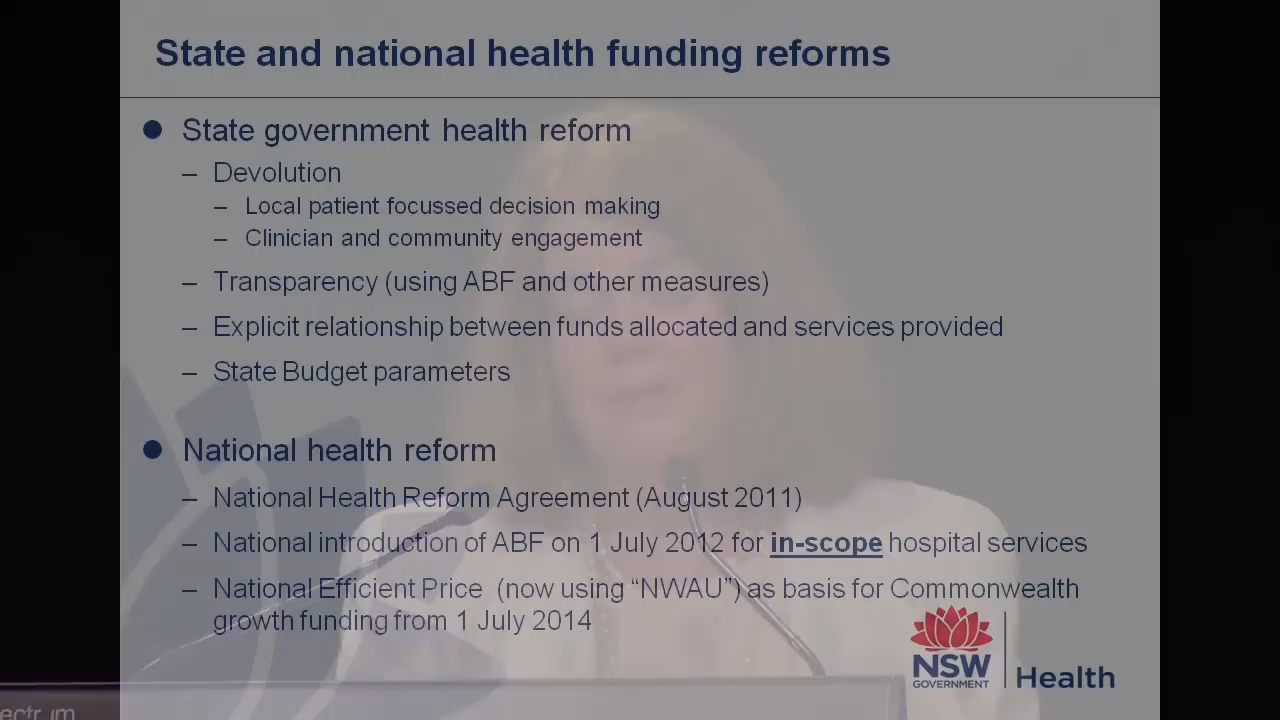 State and national health funding reforms
● State government health reform
– Devolution
– Local patient focussed decision making
– Clinician and community engagement
– Transparency (using ABF and other measures)
– Explicit relationship between funds allocated and services provided
– State Budget parameters
● National health reform
– National Health Reform Agreement (August 2011)
– National introduction of ABF on 1 July 2012 for in-scope hospital services
– National Efficient Price (now using “NWAU”) as basis for Commonwealth
growth funding from 1 July 2014
NSW
GOVERNMENT
Health